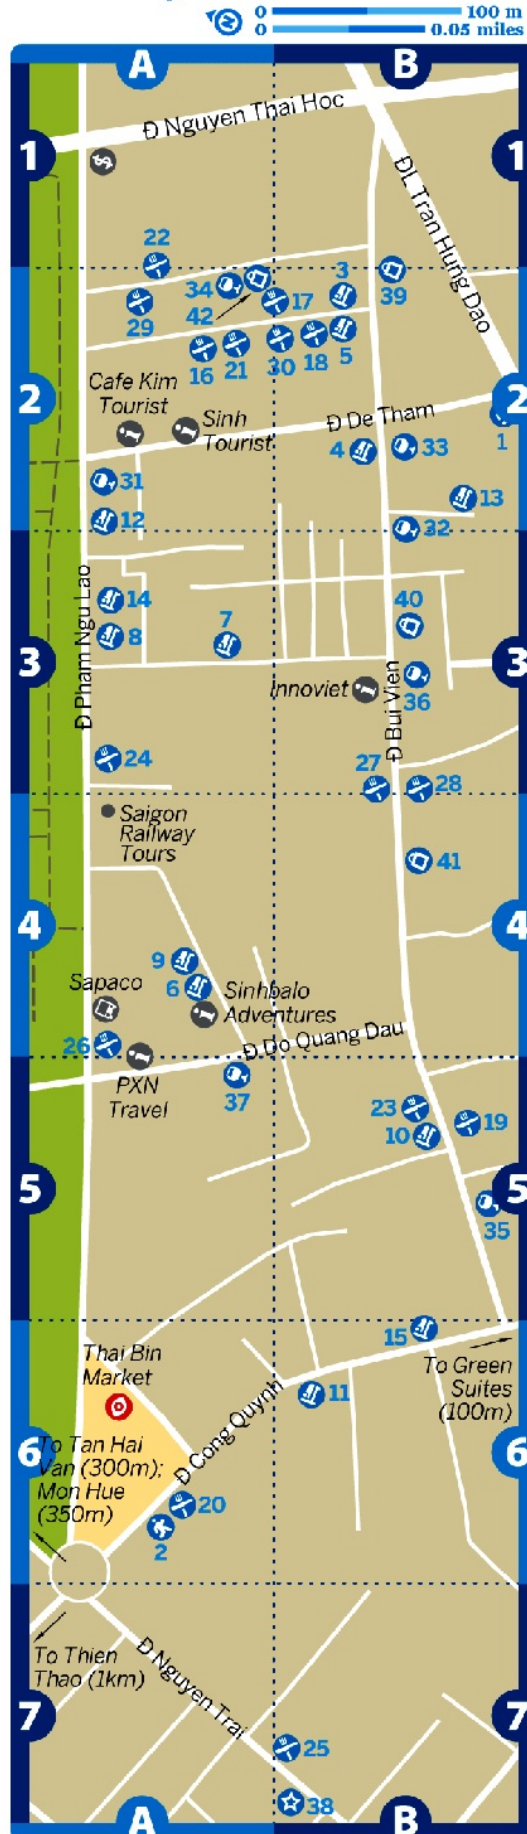 0 100 m
0 0.05 miles
A B
Đ Nguyen Thai Hoc
1 1
ĐL Tran Hung Dao
22
34
3
39
42
17
29
16 21 30 18 5
Cafe Kim
Tourist
Sinh
Tourist
2 2
Đ De Tham
1
4 33
31
13
12
32
Đ Pham Ngu Lao
14
7
40
8
3 3
Innoviet
36
Đ Bui Vien
24
27
28
Saigon
Railway
Tours
41
4 4
9
Sapaco
6
Sinhbalo
Adventures
26
Đ Do Quang Dau
PXN
Travel
37
23
19
10
5 5
35
15
Thai Bin
Market
To Green
Suites
(100m)
11
6 6
Đ Cong Quynh
To Tan Hai
Van (300m);
Mon Hue
(350m)
20
2
To Thien
Thao (1km)
Đ Nguyen Trai
7 7
25
38
A B